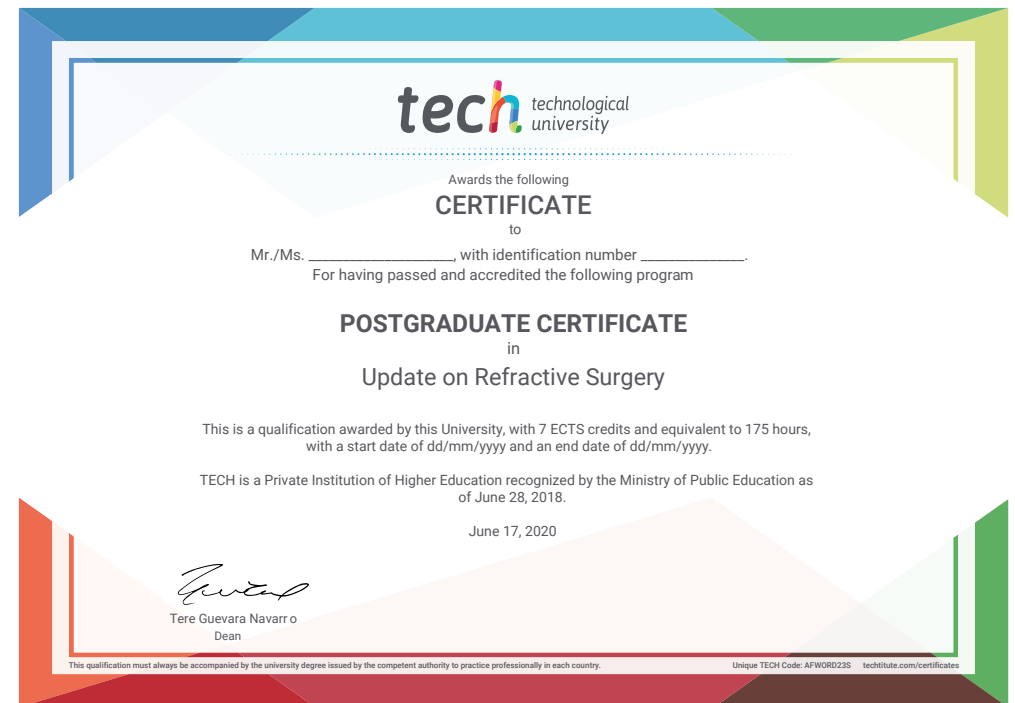 tech technological
university
Awards the following
CERTIFICATE
to
Mr./Ms. ____________________, with identification number ______________.
For having passed and accredited the following program
POSTGRADUATE CERTIFICATE
in
Update on Refractive Surgery
This is a qualification awarded by this University, with 7 ECTS credits and equivalent to 175 hours,
with a start date of dd/mm/yyyy and an end date of dd/mm/yyyy.
TECH is a Private Institution of Higher Education recognized by the Ministry of Public Education as
of June 28, 2018.
June 17, 2020
Tere Guevara Navarr o
Dean
This qualification must always be accompanied by the university degree issued by the competent authority to practice professionally in each country.
Unique TECH Code: AFWORD23S techtitute.com/certificates